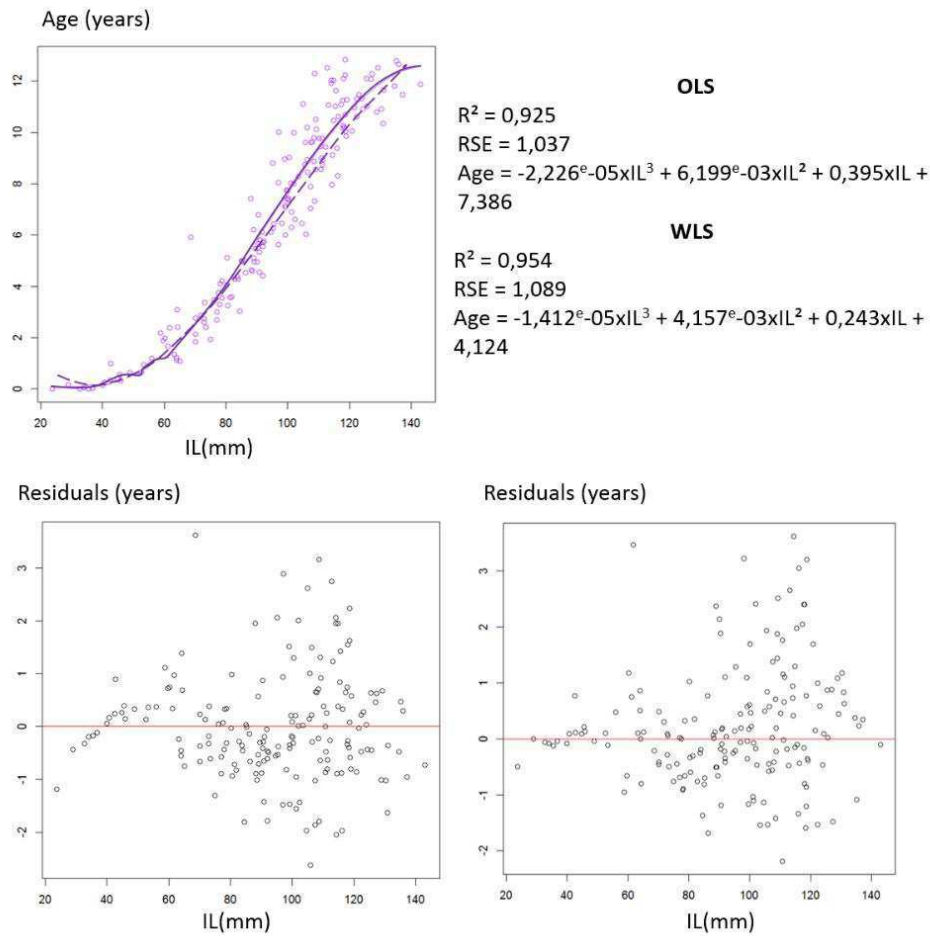 Age (years)
12
10
8
6
4
2
0
20 40 60 80 100 120 140
IL(mm)
OLS
R² = 0,925
RSE = 1,037
Age = -2,226ᵉ-05xIL³ + 6,199ᵉ-03xIL² + 0,395xIL +
7,386
WLS
R² = 0,954
RSE = 1,089
Age = -1,412ᵉ-05xIL³ + 4,157ᵉ-03xIL² + 0,243xIL +
4,124
Residuals (years)
3
2
1
0
-1
-2
20 40 60 80 100 120 140
IL(mm)
Residuals (years)
3
2
1
0
-1
-2
20 40 60 80 100 120 140
IL(mm)